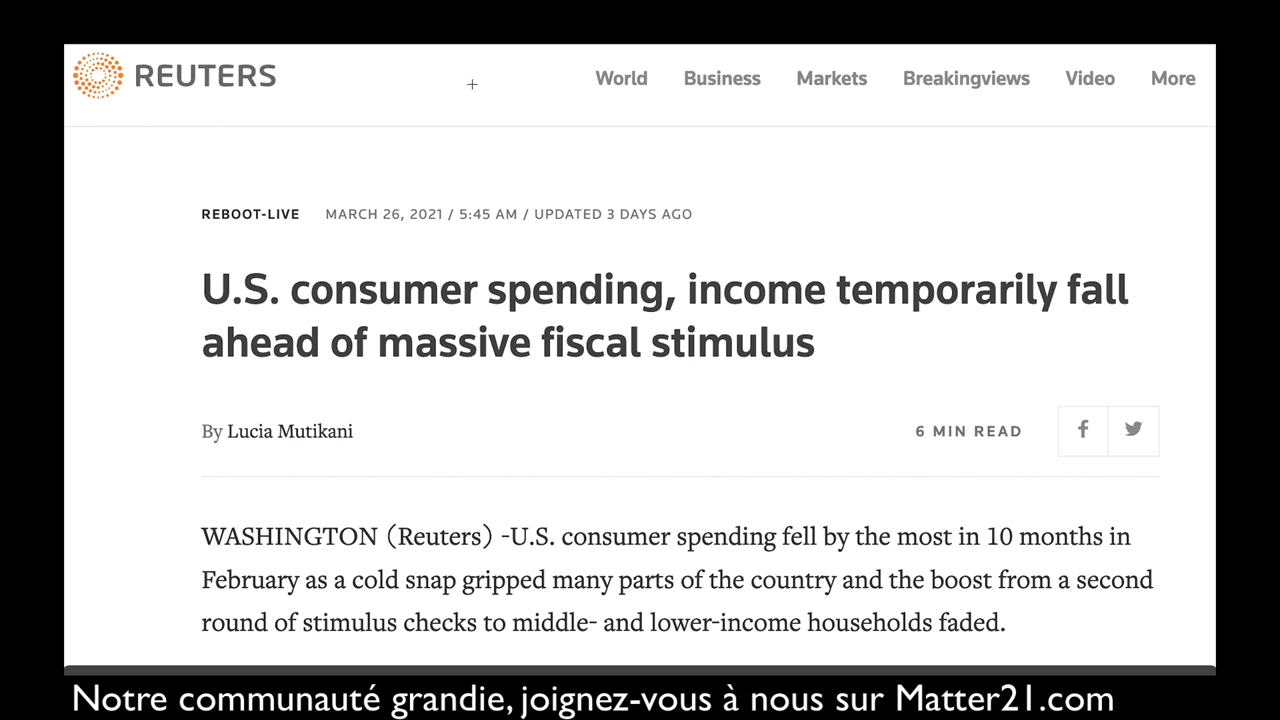 REUTERS World Business Markets Breakingviews Video More
REBOOT-LIVE MARCH 26, 2021 / 5:45 AM / UPDATED 3 DAYS AGO
U.S. consumer spending, income temporarily fall
ahead of massive fiscal stimulus
By Lucia Mutikani 6 MIN READ
WASHINGTON (Reuters) -U.S. consumer spending fell by the most in 10 months in
February as a cold snap gripped many parts of the country and the boost from a second
round of stimulus checks to middle- and lower-income households faded.
Notre communauté grandie, joignez-vous à nous sur Matter21.com